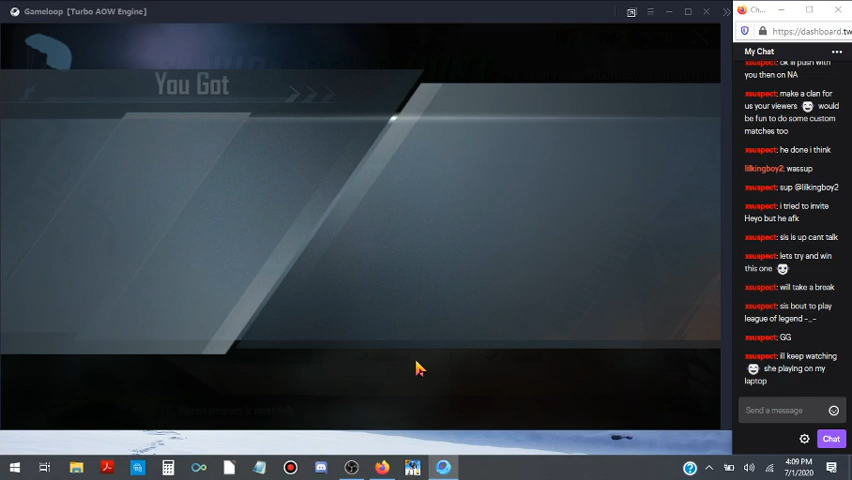 Gameloop [Turbo AOW Engine]
You Got
Ch...
https://dashboard.tw
My Chat
xsuspect: ok ill push with
you then on NA
xsuspect: make a clan for
us your viewers would
be fun to do some custom
matches too
xsuspect: he done i think
lilkingboy2: wassup
xsuspect: sup @lilkingboy2
xsuspect: i tried to invite
Heyo but he afk
xsuspect: sis is up cant talk
xsuspect: lets try and win
this one
xsuspect: will take a break
xsuspect: sis bout to play
league of legend -_-
xsuspect: GG
xsuspect: ill keep watching
she playing on my
laptop
Send a message
Chat
4:09 PM
7/1/2020